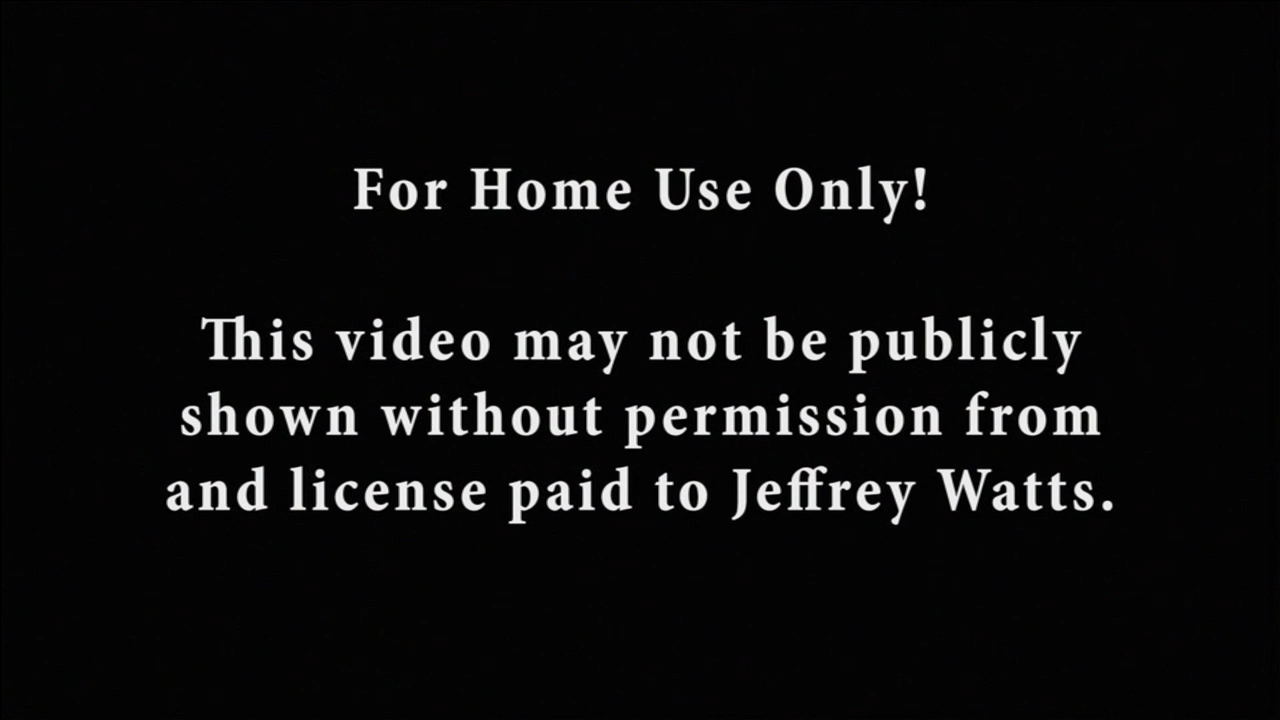 For Home Use Only!
This video may not be publicly
shown without permission from
and license paid to Jeffrey Watts.